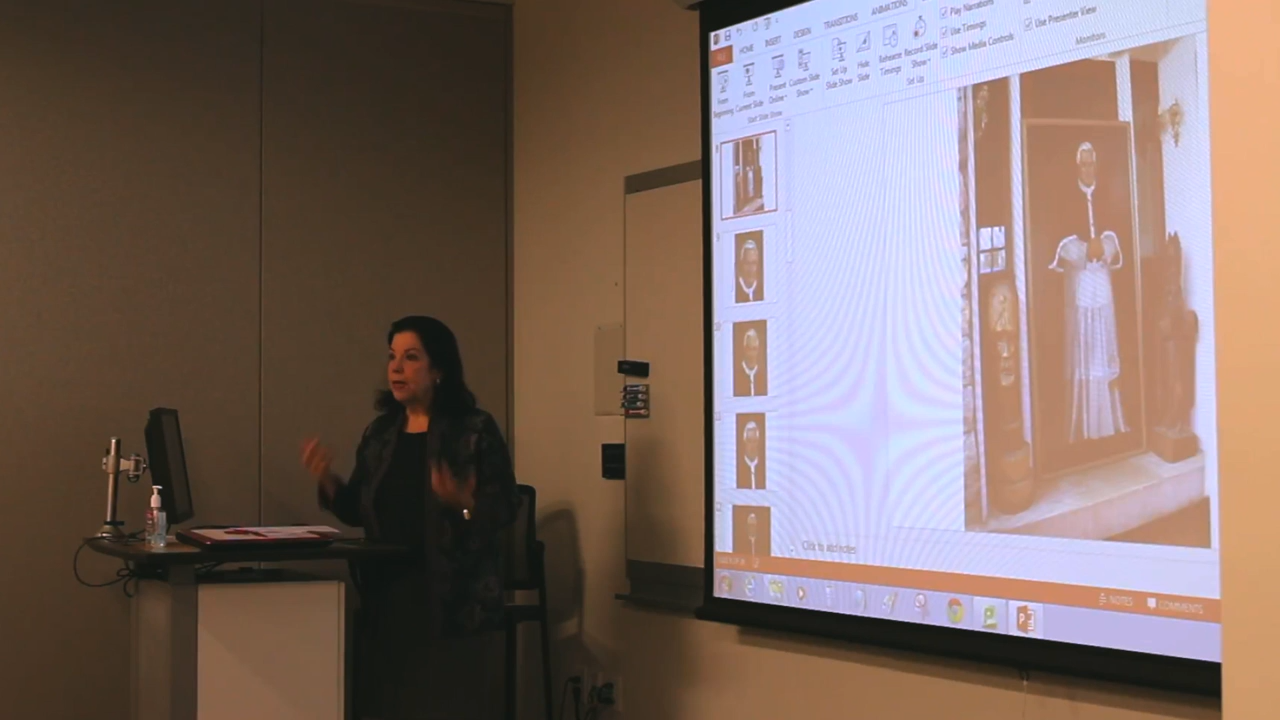 HOME INSERT DESIGN TRANSITIONS ANIMATIONS
From Beginning
From Current Slide
Present Online
Custom Slide Show
Set Up Slide Show
Hide Slide
Rehearse Timings
Record Slide Show
Play Narrations
Use Timings
Show Media Controls
Use Presenter View
Start Slide Show
Set Up
Monitors
Click to add notes
NOTES COMMENTS